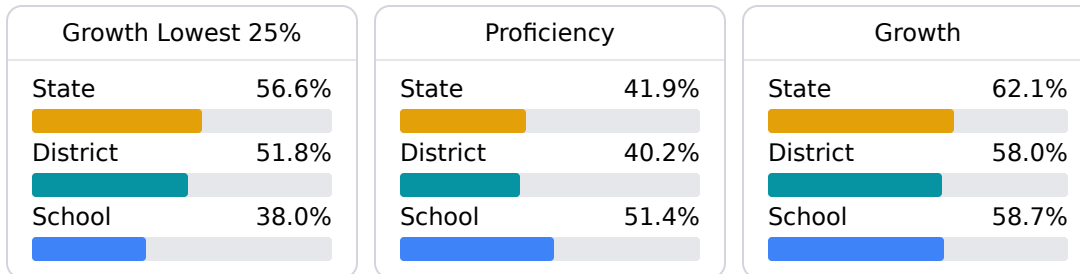 Growth Lowest 25%
State 56.6%
District 51.8%
School 38.0%
Proficiency
State 41.9%
District 40.2%
School 51.4%
Growth
State 62.1%
District 58.0%
School 58.7%